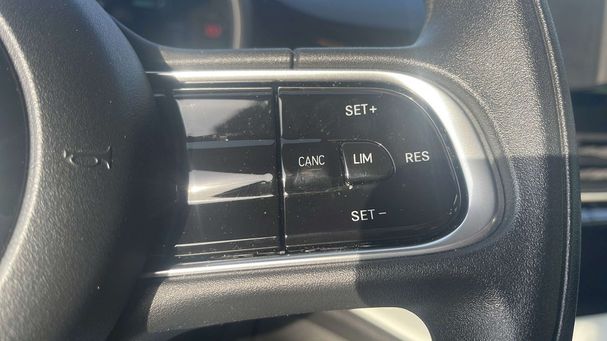 SET+
CANC LIM RES
SET-